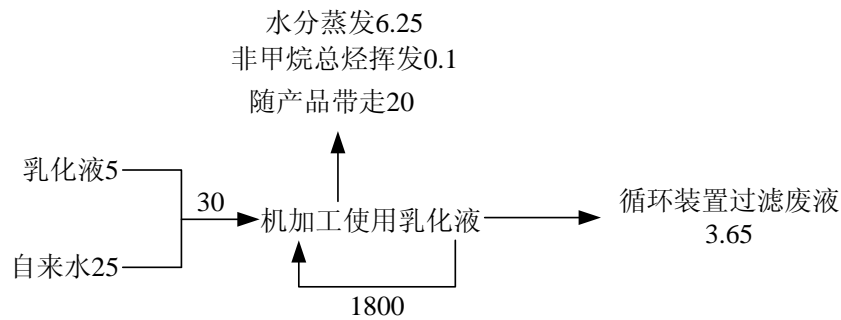 水分蒸发6.25
非甲烷总烃挥发0.1
随产品带走20
乳化液5
30
机加工使用乳化液
循环装置过滤废液
3.65
自来水25
1800